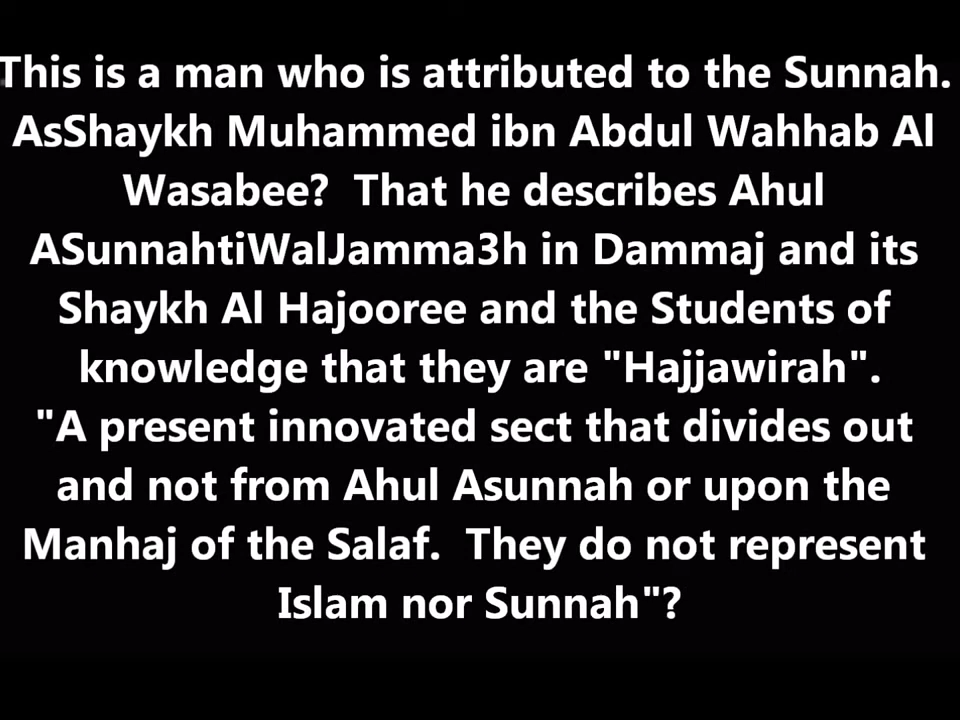 This is a man who is attributed to the Sunnah.
AsShaykh Muhammed ibn Abdul Wahhab Al
Wasabee?  That he describes Ahul
ASunnahtiWalJamma3h in Dammaj and its
Shaykh Al Hajooree and the Students of
knowledge that they are "Hajjawirah".
"A present innovated sect that divides out
and not from Ahul Asunnah or upon the
Manhaj of the Salaf.  They do not represent
Islam nor Sunnah"?